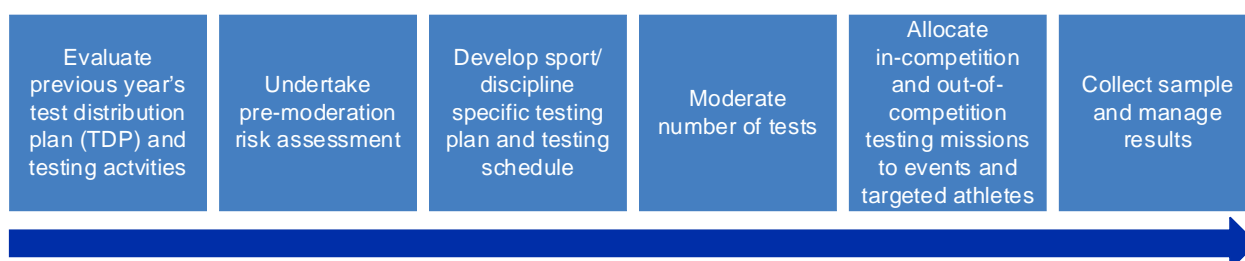 Evaluate
previous year's
test distribution
plan (TDP) and
testing actvities
Undertake
pre-moderation
risk assessment
Develop sport/
discipline
specific testing
plan and testing
schedule
Moderate
number of tests
Allocate
in-competition
and out-of-
competition
testing missions
to events and
targeted athletes
Collect sample
and manage
results